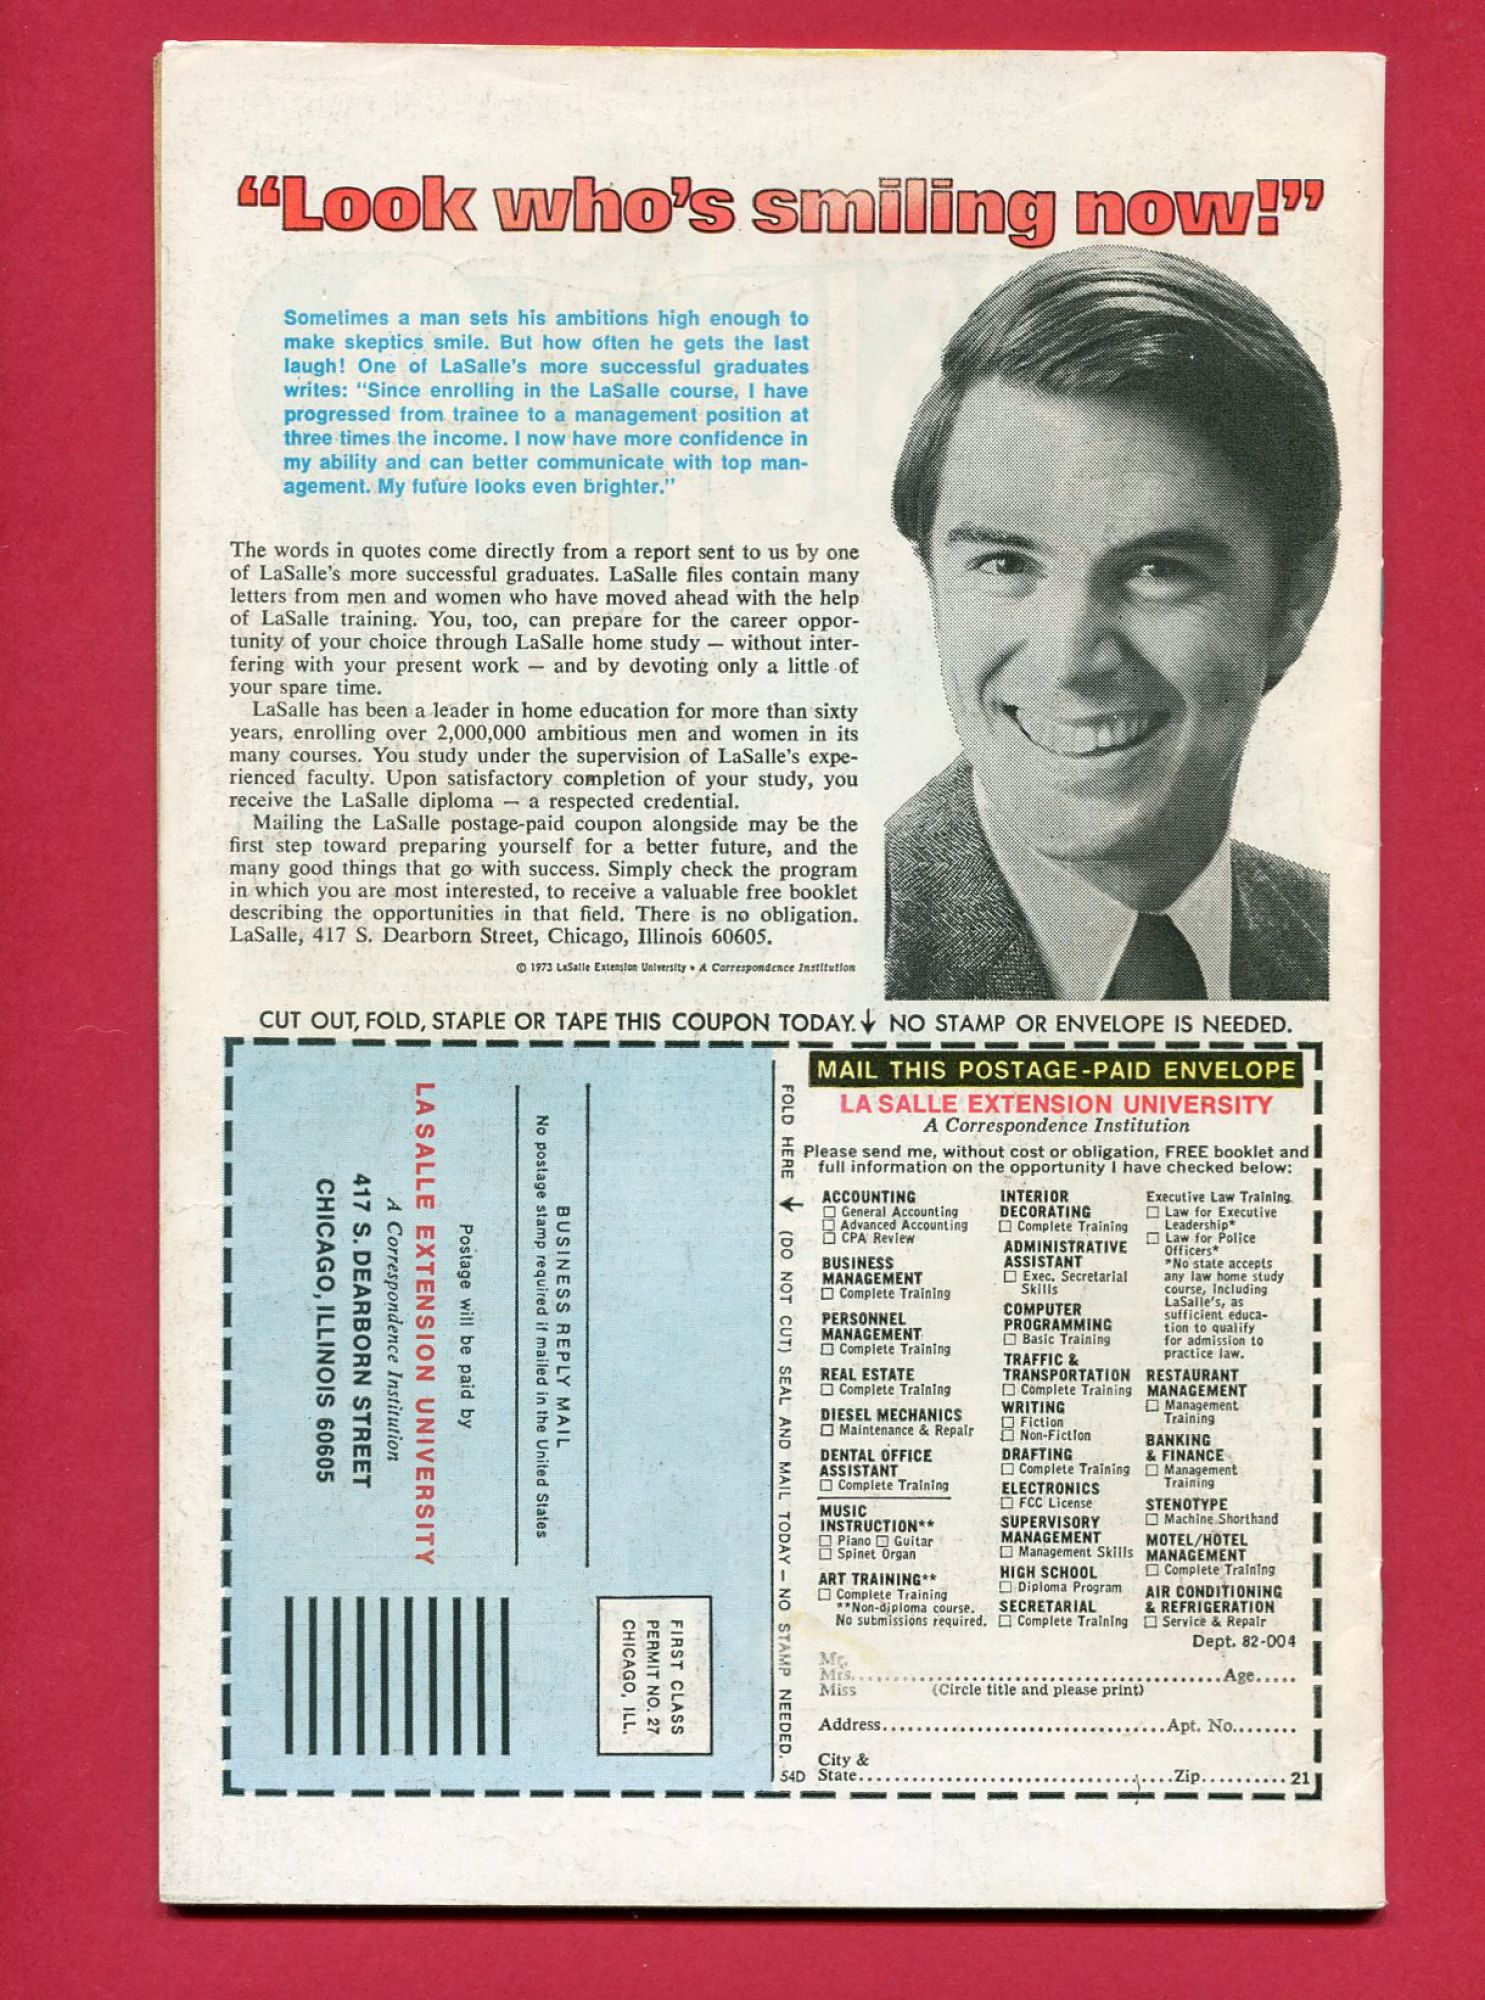 “Look who's smiling now!”
Sometimes a man sets his ambitions high enough to
make skeptics smile. But how often he gets the last
laugh! One of LaSalle's more successful graduates
writes: “Since enrolling in the LaSalle course, I have
progressed from trainee to a management position at
three times the income. I now have more confidence in
my ability and can better communicate with top man-
agement. My future looks even brighter.”
The words in quotes come directly from a report sent to us by one
of LaSalle's more successful graduates. LaSalle files contain many
letters from men and women who have moved ahead with the help
of LaSalle training. You, too, can prepare for the career oppor-
tunity of your choice through LaSalle home study — without inter-
fering with your present work — and by devoting only a little of
your spare time.
LaSalle has been a leader in home education for more than sixty
years, enrolling over 2,000,000 ambitious men and women in its
many courses. You study under the supervision of LaSalle's expe-
rienced faculty. Upon satisfactory completion of your study, you
receive the LaSalle diploma — a respected credential.
Mailing the LaSalle postage-paid coupon alongside may be the
first step toward preparing yourself for a better future, and the
many good things that go with success. Simply check the program
in which you are most interested, to receive a valuable free booklet
describing the opportunities in that field. There is no obligation.
LaSalle, 417 S. Dearborn Street, Chicago, Illinois 60605.
© 1973 LaSalle Extension University • A Correspondence Institution
CUT OUT, FOLD, STAPLE OR TAPE THIS COUPON TODAY.↓ NO STAMP OR ENVELOPE IS NEEDED.
FIRST CLASS
PERMIT NO. 27
CHICAGO, ILL.
BUSINESS REPLY MAIL
No postage stamp required if mailed in the United States
Postage will be paid by
LASALLE EXTENSION UNIVERSITY
A Correspondence Institution
417 S. DEARBORN STREET
CHICAGO, ILLINOIS 60605
FOLD HERE ↓ (DO NOT CUT) SEAL AND MAIL TODAY — NO STAMP NEEDED.
54D
MAIL THIS POSTAGE-PAID ENVELOPE
LA SALLE EXTENSION UNIVERSITY
A Correspondence Institution
Please send me, without cost or obligation, FREE booklet and
full information on the opportunity I have checked below:
ACCOUNTING
☐ General Accounting
☐ Advanced Accounting
☐ CPA Review
BUSINESS
MANAGEMENT
☐ Complete Training
PERSONNEL
MANAGEMENT
☐ Complete Training
REAL ESTATE
☐ Complete Training
DIESEL MECHANICS
☐ Maintenance & Repair
DENTAL OFFICE
ASSISTANT
☐ Complete Training
MUSIC
INSTRUCTION**
☐ Piano ☐ Guitar
☐ Spinet Organ
ART TRAINING**
☐ Complete Training
**Non-diploma course.
No submissions required.
INTERIOR
DECORATING
☐ Complete Training
ADMINISTRATIVE
ASSISTANT
☐ Exec. Secretarial
Skills
COMPUTER
PROGRAMMING
☐ Basic Training
TRAFFIC &
TRANSPORTATION
☐ Complete Training
WRITING
☐ Fiction
☐ Non-Fiction
DRAFTING
☐ Complete Training
ELECTRONICS
☐ FCC License
SUPERVISORY
MANAGEMENT
☐ Management Skills
HIGH SCHOOL
☐ Diploma Program
SECRETARIAL
☐ Complete Training
Executive Law Training
☐ Law for Executive
Leadership*
☐ Law for Police
Officers*
*No state accepts
any law home study
course, including
LaSalle's, as
sufficient educa-
tion to qualify
for admission to
practice law.
RESTAURANT
MANAGEMENT
☐ Management
Training
BANKING
& FINANCE
☐ Management
Training
STENOTYPE
☐ Machine Shorthand
MOTEL/HOTEL
MANAGEMENT
☐ Complete Training
AIR CONDITIONING
& REFRIGERATION
☐ Service & Repair
Dept. 82-004
Mr.
Mrs. Age
Miss (Circle title and please print)
Address Apt. No.
City &
State Zip 21